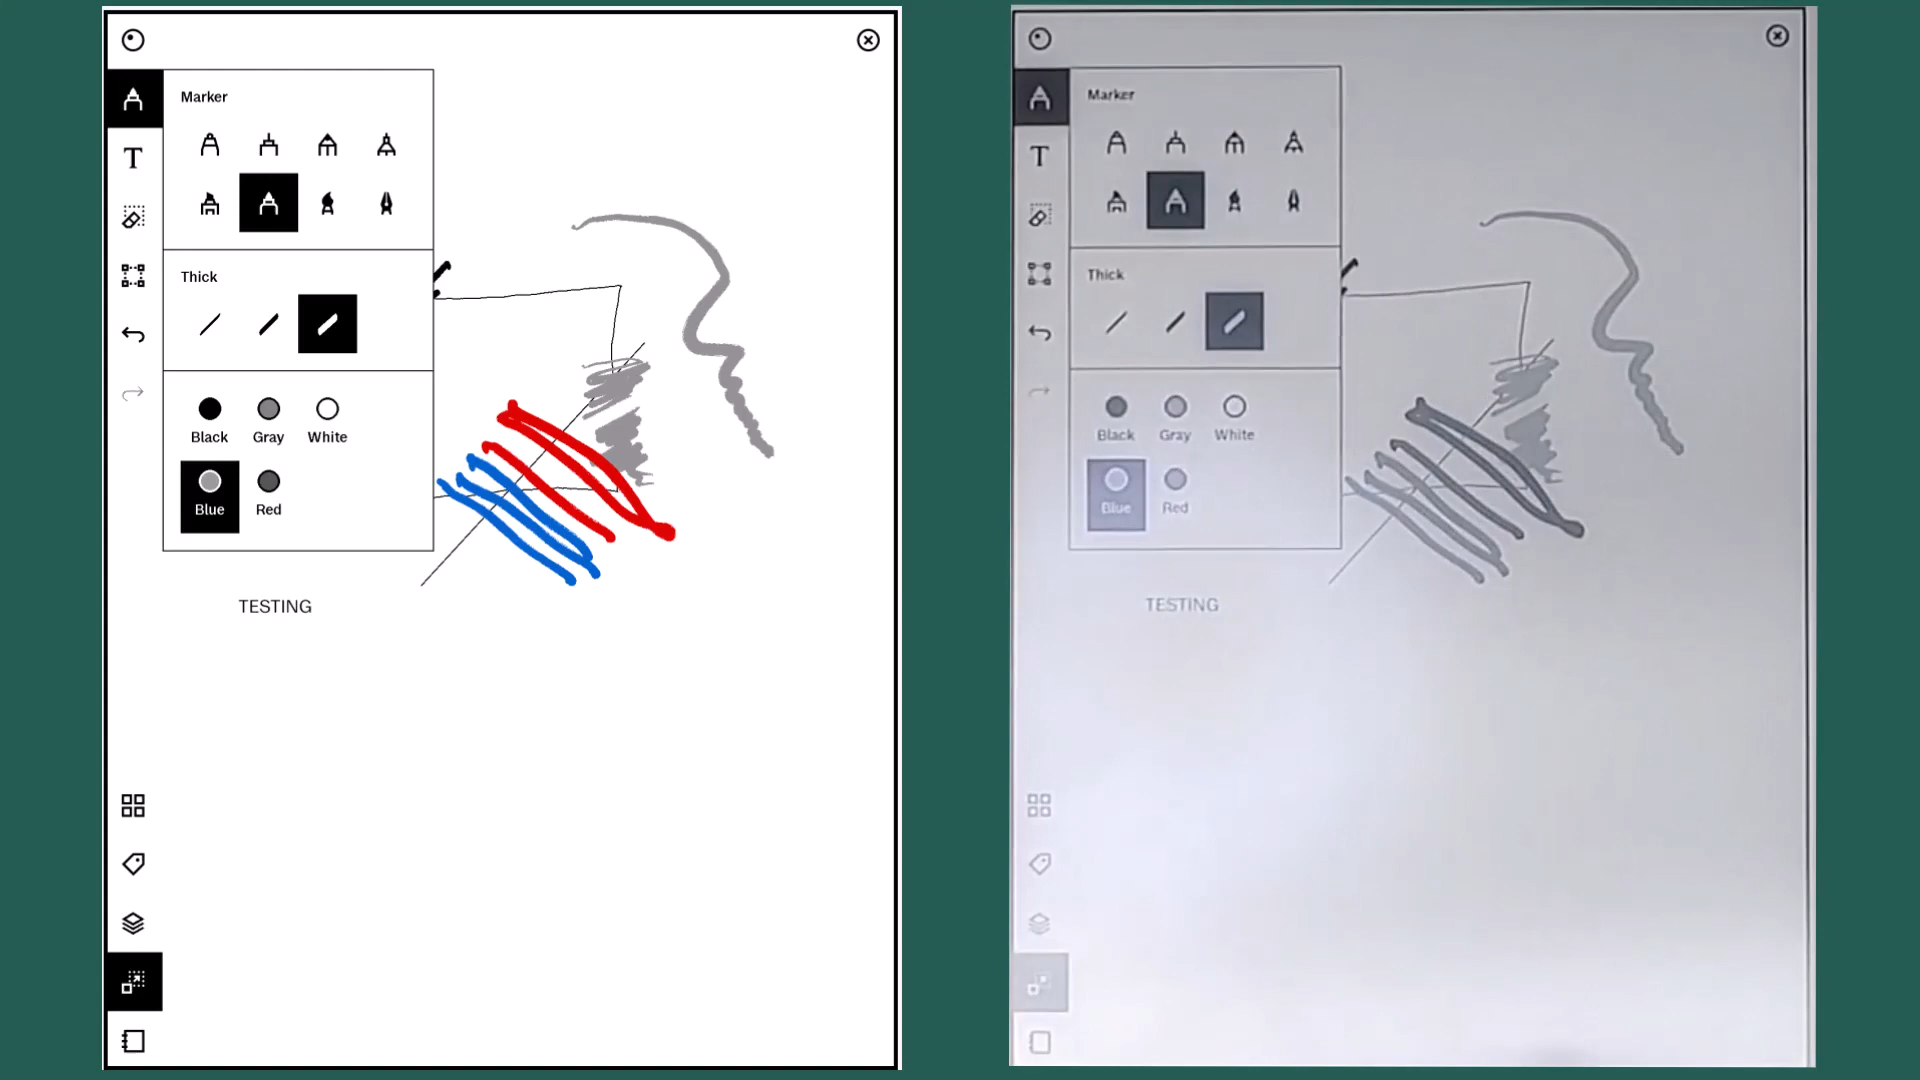 Marker
T
Thick
Black Gray White
Blue Red
TESTING
Marker
T
Thick
Black Gray White
Blue Red
TESTING